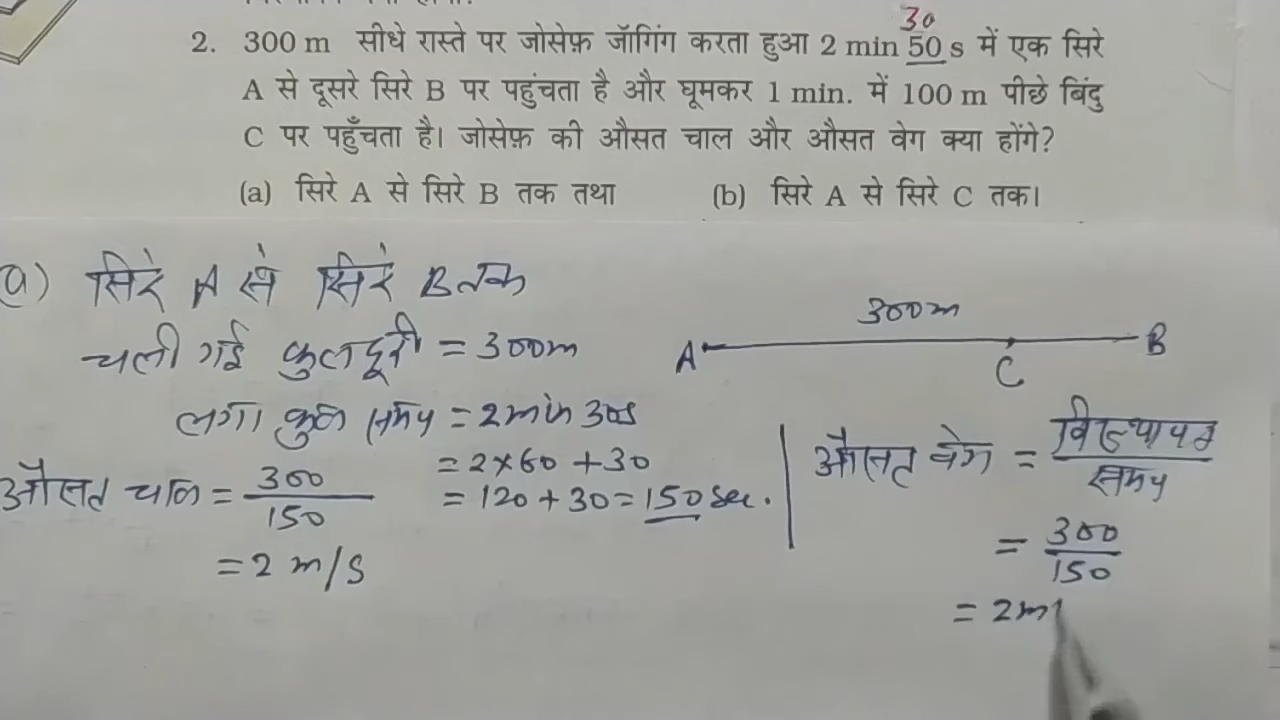 30
2. 300 m सीधे रास्ते पर जोसेफ़ जॉगिंग करता हुआ 2 min 50 s में एक सिरे
A से दूसरे सिरे B पर पहुंचता है और घूमकर 1 min. में 100 m पीछे बिंदु
C पर पहुँचता है। जोसेफ़ की औसत चाल और औसत वेग क्या होंगे?
(a) सिरे A से सिरे B तक तथा (b) सिरे A से सिरे C तक।
a) सिरे A से सिरे B तक
चली गई कुल दूरी = 300m
लगा कुल समय = 2min 30s
= 2×60 + 30
= 120 + 30 = 150 sec.
औसत चाल = 300
150
= 2 m/s
300m
A B
C
औसत वेग = विस्थापन
समय
= 300
150
= 2m